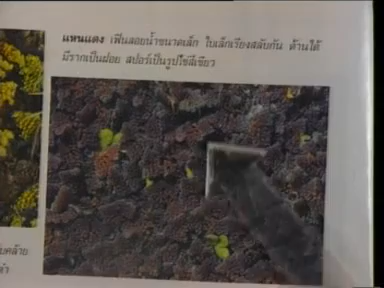 แหนแดง เฟินลอยน้ำขนาดเล็ก ใบเล็กเรียงสลับกัน ด้านใต้
มีรากเป็นฝอย สปอร์เป็นรูปไข่สีเขียว